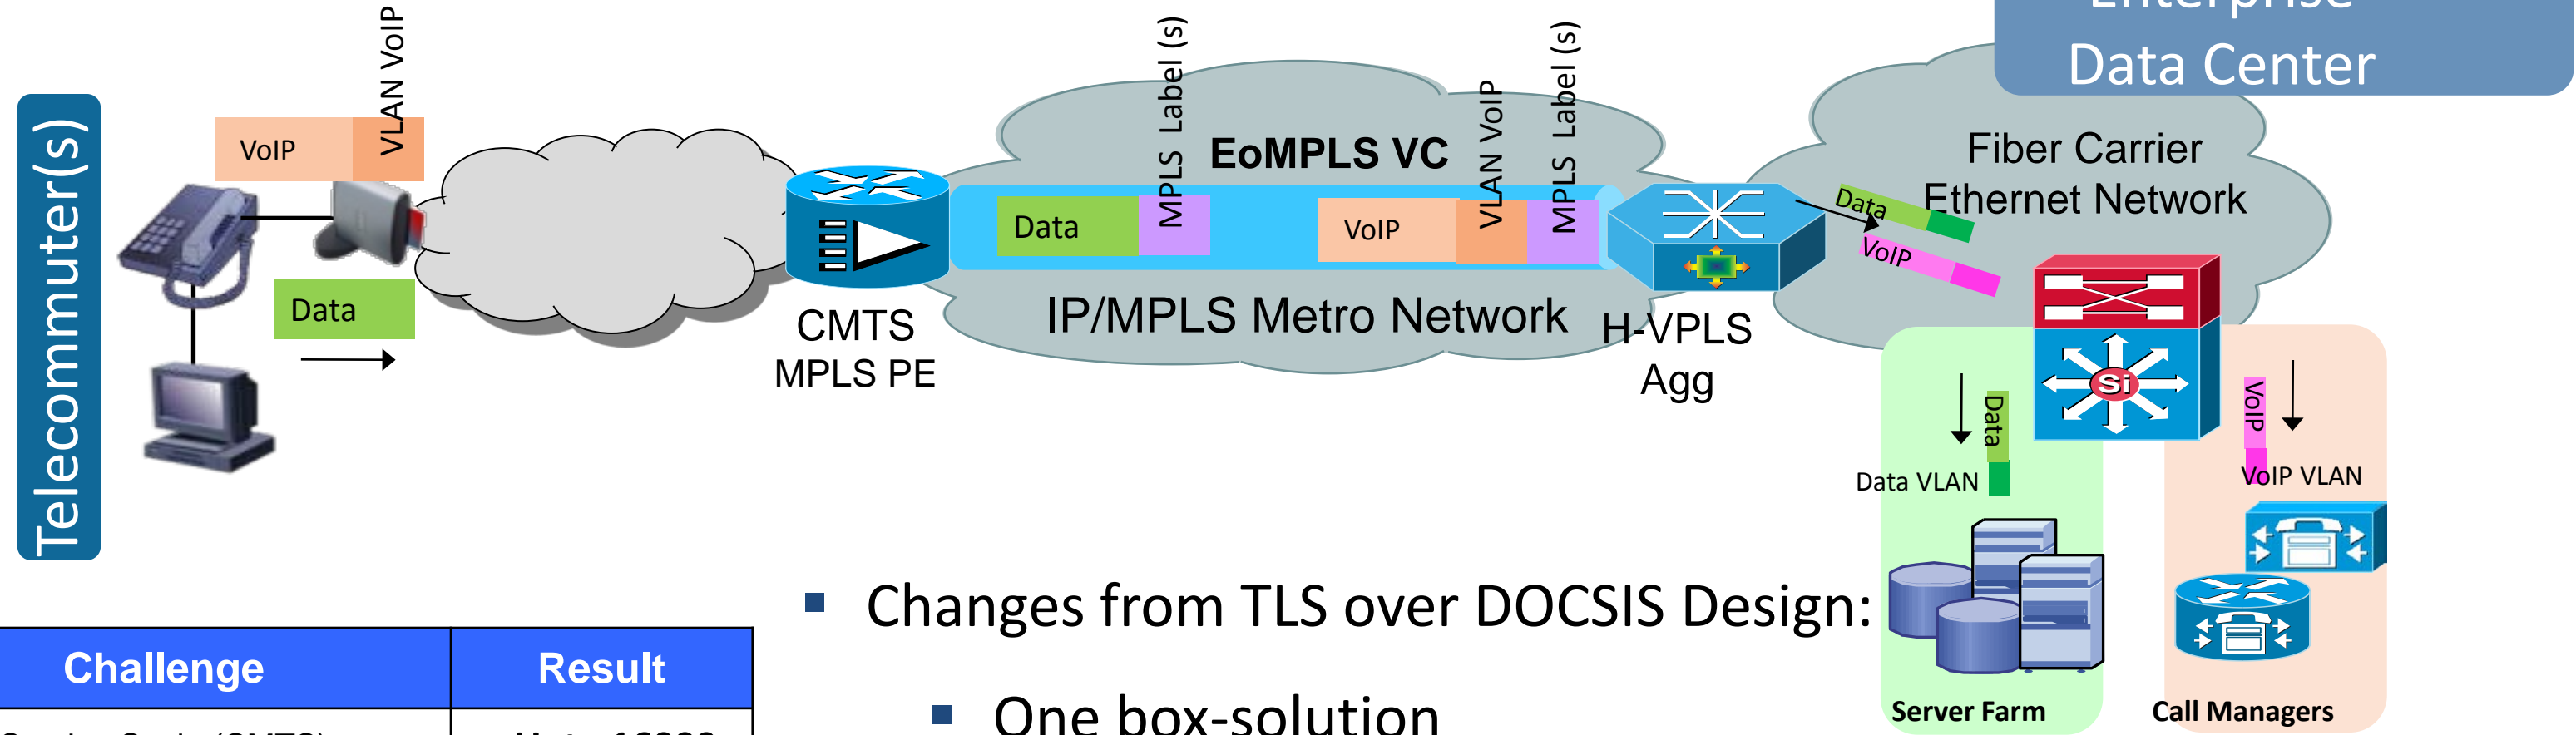 Enterprise
Data Center
Telecommuter(s)
VoIP
VLAN VoIP
Data
CMTS
MPLS PE
EoMPLS VC
Data
MPLS Label (s)
VoIP
VLAN VoIP
MPLS Label (s)
IP/MPLS Metro Network
H-VPLS
Agg
Fiber Carrier
Ethernet Network
Data
VoIP
Si
Data
Data VLAN
VoIP
VoIP VLAN
Server Farm
Call Managers
Challenge
Result
Changes from TLS over DOCSIS Design:
One box-solution